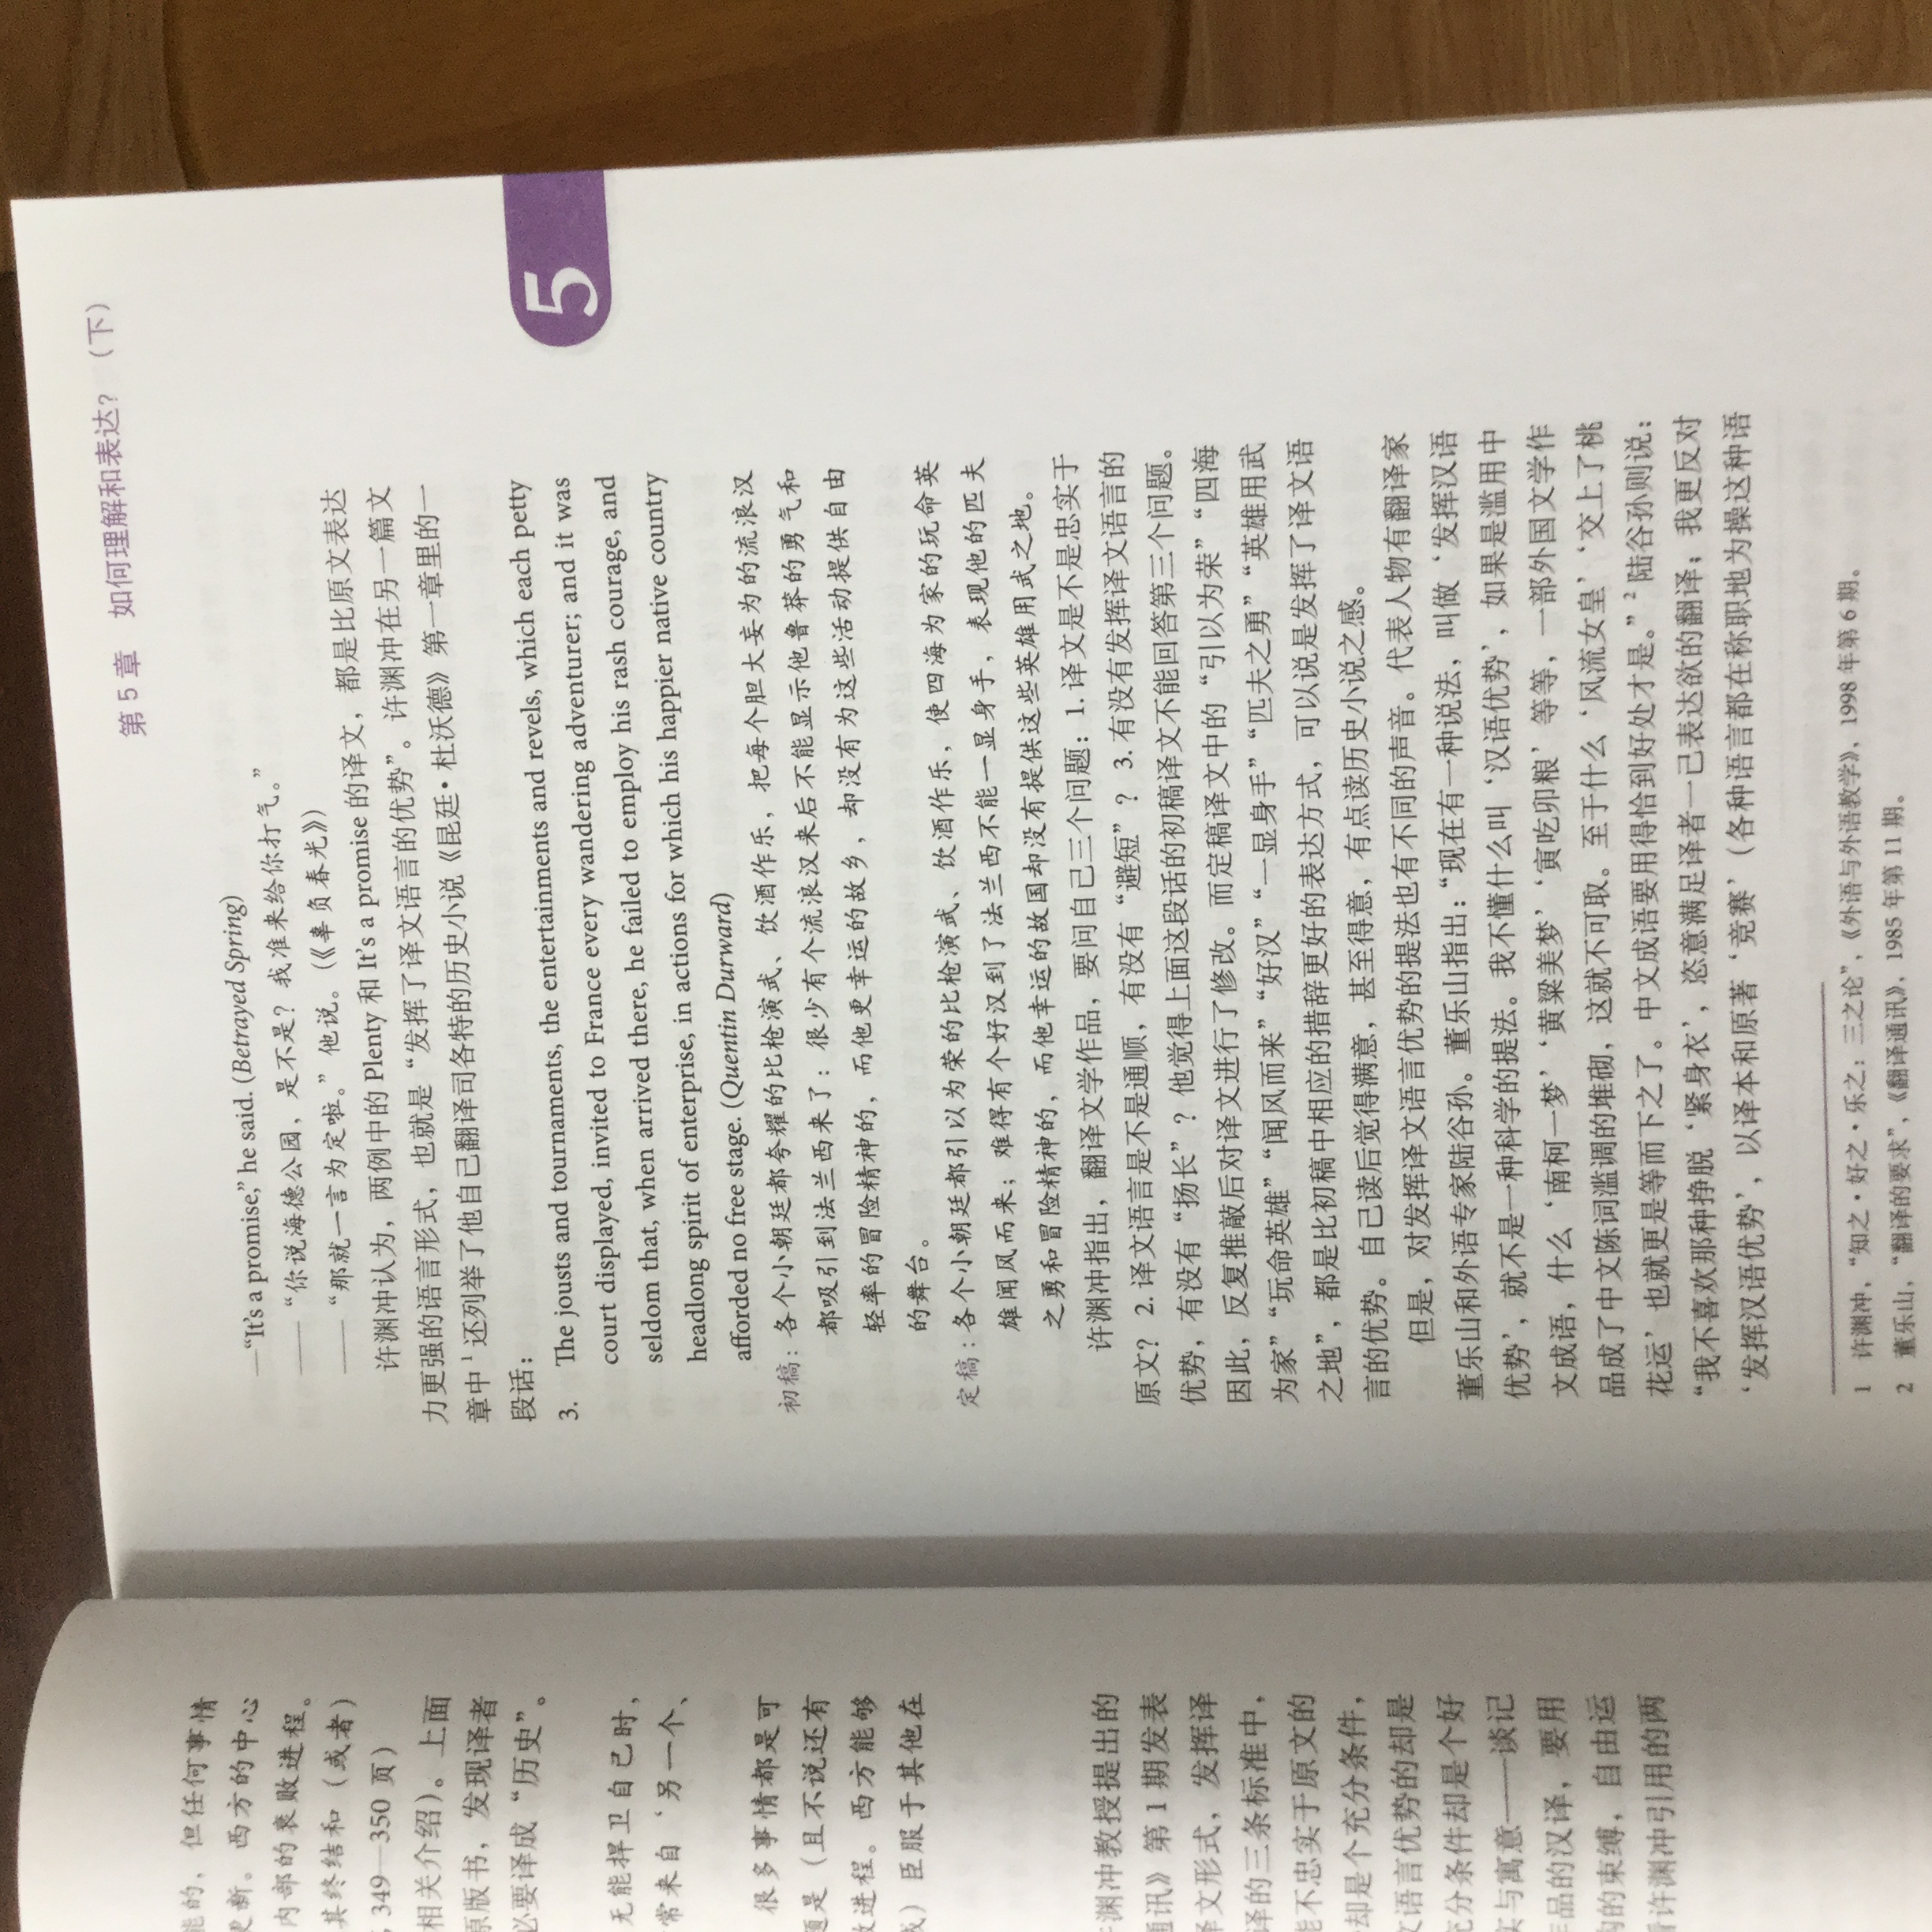 能的，但任何事情
更断。西方的中心
内部的衰败进程。
其终结和（或者）
349—350 页）
相关介绍）。上面
原版书，发现译者
必要译成“历史”。
无能捍卫自己时，
常来自‘另一个、
很多事情都是可
题是（且不说还有
进程。西方能够
臣服于其他在
许渊冲教授提出的
通讯》第 1 期发表
译文形式，发挥译
译的三条标准中，
能不忠实于原文的
却是个充分条件，
文语言优势的却是
充分条件却是个好
实与寓意——谈记
作品的汉译，要用
的束缚，自由运
看许渊冲引用的两
第 5 章 如何理解和表达？（下）
—“It's a promise,” he said. (Betrayed Spring)
——“你说海德公园，是不是？我准来给你打气。”
——“那就一言为定啦。”他说。（《辜负春光》）
许渊冲认为，两例中的 Plenty 和 It's a promise 的译文，都是比原文表达
力更强的语言形式，也就是“发挥了译文语言的优势”。许渊冲在另一篇文
章中1还列举了他自己翻译司各特的历史小说《昆廷·杜沃德》第一章里的一
段话：
3. The jousts and tournaments, the entertainments and revels, which each petty
court displayed, invited to France every wandering adventurer; and it was
seldom that, when arrived there, he failed to employ his rash courage, and
headlong spirit of enterprise, in actions for which his happier native country
afforded no free stage. (Quentin Durward)
初稿：各个小朝廷都夸耀的比枪演式、饮酒作乐，把每个胆大妄为的流浪汉
都吸引到法兰西来了：很少有个流浪汉来后不能显示他鲁莽的勇气和
轻率的冒险精神的，而他更幸运的故乡，却没有为这些活动提供自由
的舞台。
定稿：各个小朝廷都引以为荣的比枪演式、饮酒作乐，使四海为家的玩命英
雄闻风而来；难得有个好汉到了法兰西不能一显身手，表现他的匹夫
之勇和冒险精神的，而他幸运的故国却没有提供这些英雄用武之地。
许渊冲指出，翻译文学作品，要问自己三个问题：1. 译文是不是忠实于
原文？2. 译文语言是不是通顺，有没有“避短”？3. 有没有发挥译文语言的
优势，有没有“扬长”？他觉得上面这段话的初稿译文不能回答第三个问题。
因此，反复推敲后对译文进行了修改。而定稿译文中的“引以为荣”“四海
为家”“玩命英雄”“闻风而来”“好汉”“一显身手”“匹夫之勇”“英雄用武
之地”，都是比初稿中相应的措辞更好的表达方式，可以说是发挥了译文语
言的优势。自己读后觉得满意，甚至得意，有点读历史小说之感。
但是，对发挥译文语言优势的提法也有不同的声音。代表人物有翻译家
董乐山和外语专家陆谷孙。董乐山指出：“现在有一种说法，叫做‘发挥汉语
优势’，就不是一种科学的提法。我不懂什么叫‘汉语优势’，如果是滥用中
文成语，什么‘南柯一梦’‘黄粱美梦’‘寅吃卯粮’等等，一部外国文学作
品成了中文陈词滥调的堆砌，这就不可取。至于什么‘风流女皇’‘交上了桃
花运’也就更是等而下之了。中文成语要用得恰到好处才是。”2陆谷孙则说：
“我不喜欢那种挣脱‘紧身衣’，恣意满足译者一己表达欲的翻译；我更反对
‘发挥汉语优势’，以译本和原著‘竞赛’（各种语言都在称职地为操这种语
1 许渊冲，“知之·好之·乐之：三之论”，《外语与外语教学》，1998 年第 6 期。
2 董乐山，“翻译的要求”，《翻译通讯》，1985 年第 11 期。
5